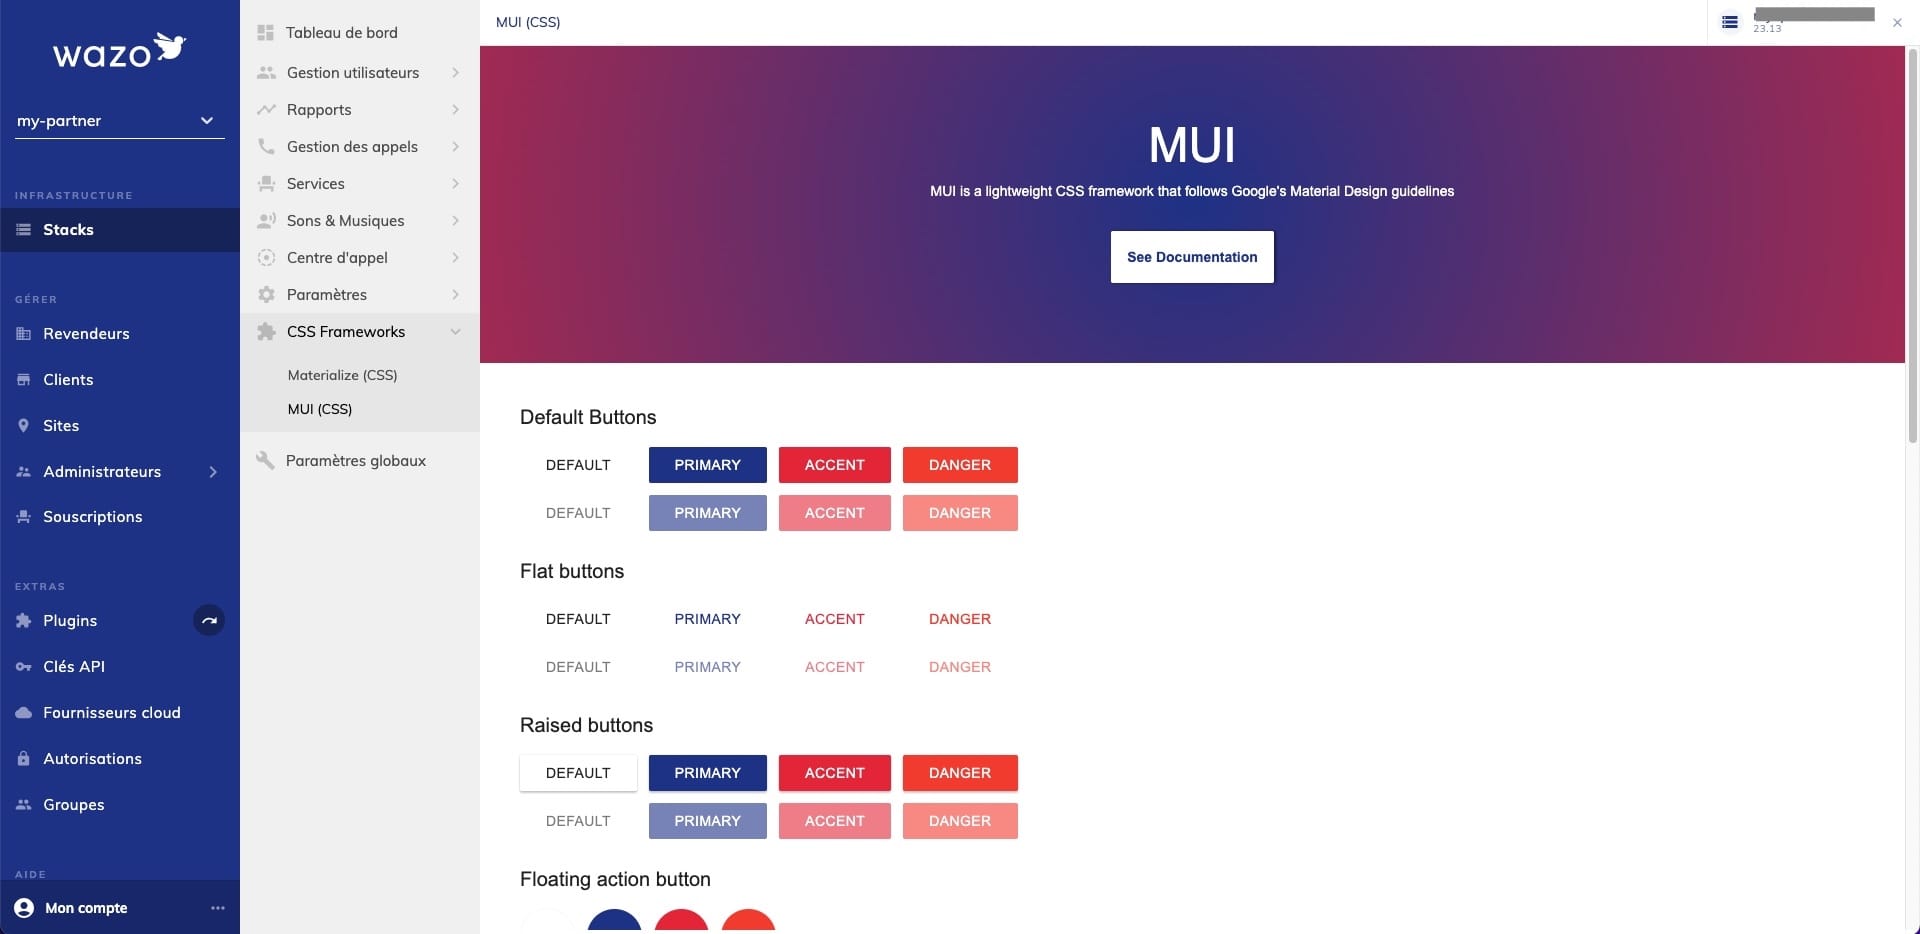 wazo
my-partner
INFRASTRUCTURE
Stacks
GÉRER
Revendeurs
Clients
Sites
Administrateurs
Souscriptions
EXTRAS
Plugins
Clés API
Fournisseurs cloud
Autorisations
Groupes
AIDE
Mon compte
Tableau de bord
Gestion utilisateurs
Rapports
Gestion des appels
Services
Sons & Musiques
Centre d'appel
Paramètres
CSS Frameworks
Materialize (CSS)
MUI (CSS)
Paramètres globaux
MUI (CSS)
23.13
MUI
MUI is a lightweight CSS framework that follows Google's Material Design guidelines
See Documentation
Default Buttons
DEFAULT PRIMARY ACCENT DANGER
DEFAULT PRIMARY ACCENT DANGER
Flat buttons
DEFAULT PRIMARY ACCENT DANGER
DEFAULT PRIMARY ACCENT DANGER
Raised buttons
DEFAULT PRIMARY ACCENT DANGER
DEFAULT PRIMARY ACCENT DANGER
Floating action button